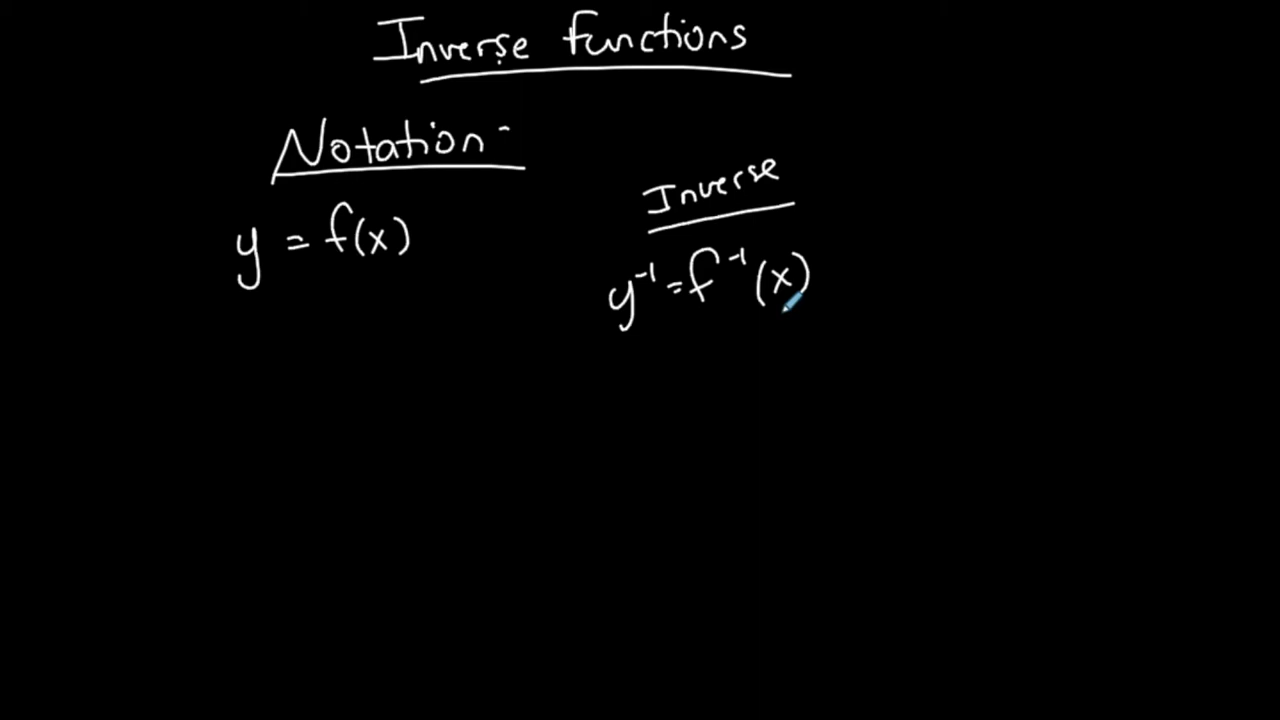 Inverse functions
Notation -
Inverse
y = f(x)
y⁻¹ = f⁻¹(x)